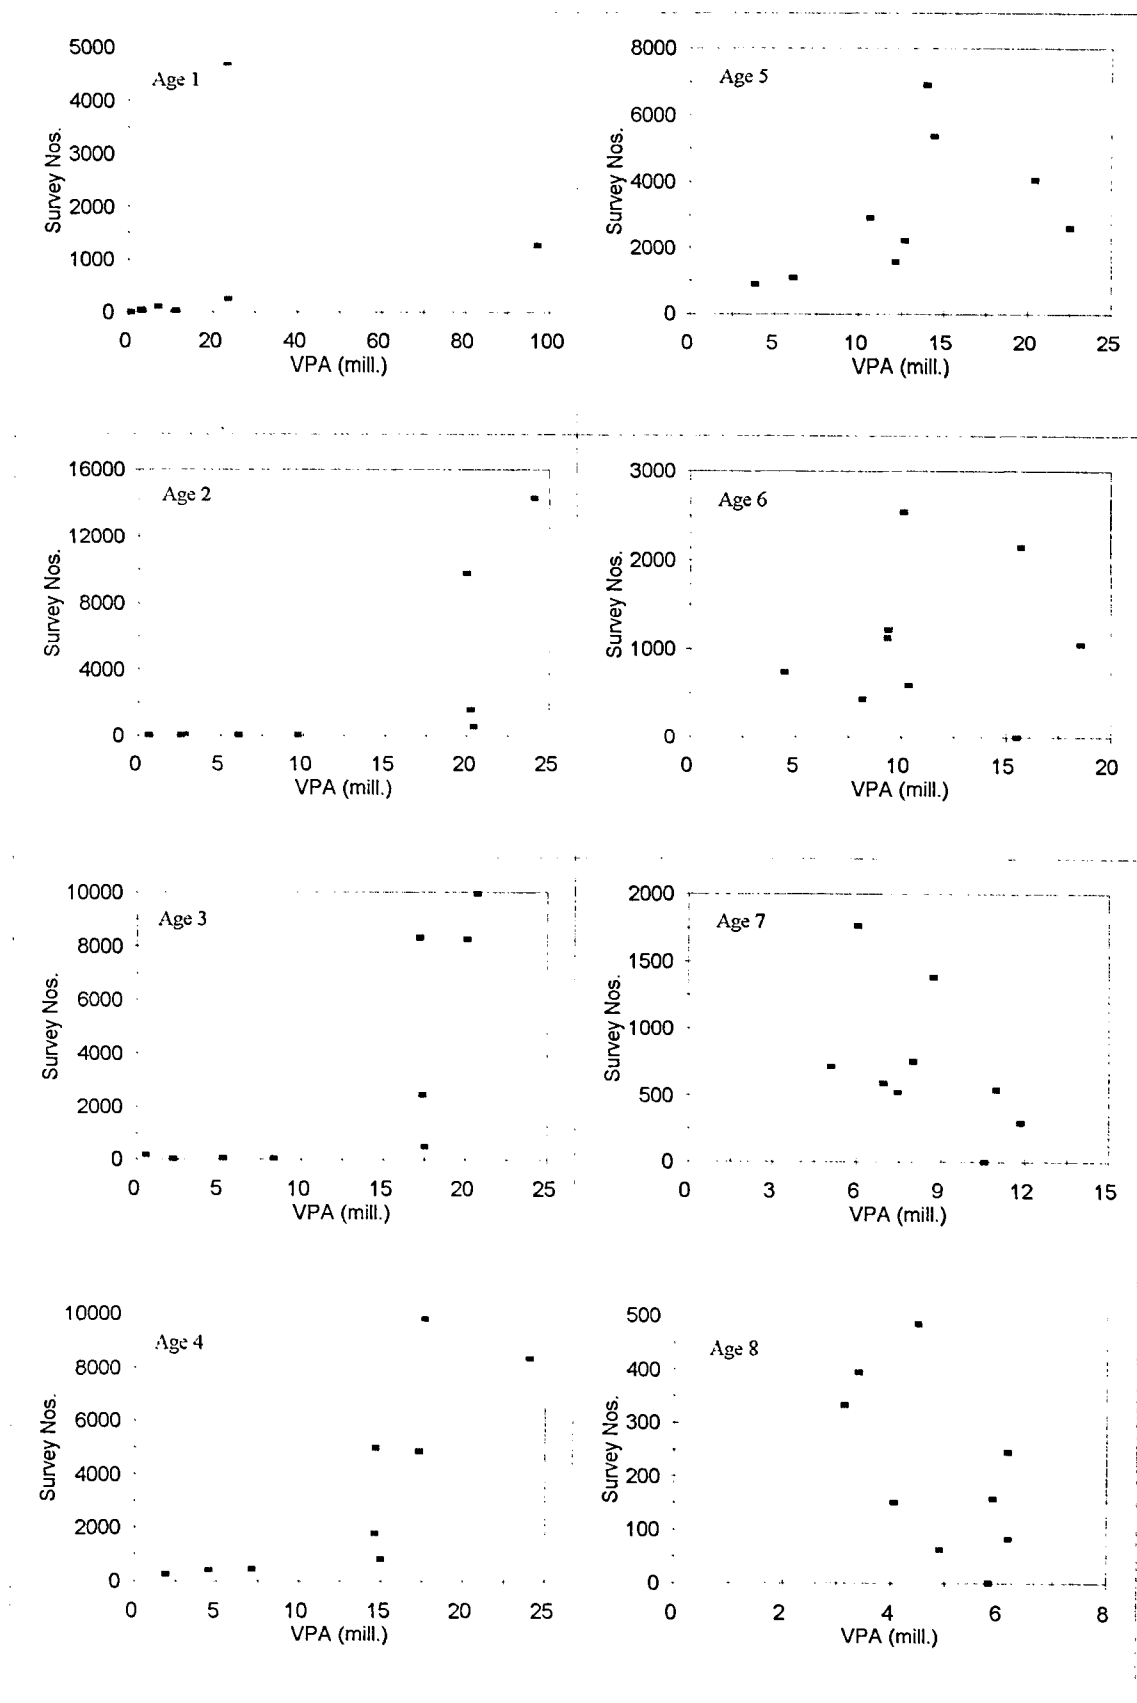 Age 1
5000
4000
3000
2000
1000
0
Survey Nos.
0 20 40 60 80 100
VPA (mill.)
Age 5
8000
6000
4000
2000
0
Survey Nos.
0 5 10 15 20 25
VPA (mill.)
Age 2
16000
12000
8000
4000
0
Survey Nos.
0 5 10 15 20 25
VPA (mill.)
Age 6
3000
2000
1000
0
Survey Nos.
0 5 10 15 20
VPA (mill.)
Age 3
10000
8000
6000
4000
2000
0
Survey Nos.
0 5 10 15 20 25
VPA (mill.)
Age 7
2000
1500
1000
500
0
Survey Nos.
0 3 6 9 12 15
VPA (mill.)
Age 4
10000
8000
6000
4000
2000
0
Survey Nos.
0 5 10 15 20 25
VPA (mill.)
Age 8
500
400
300
200
100
0
Survey Nos.
0 2 4 6 8
VPA (mill.)